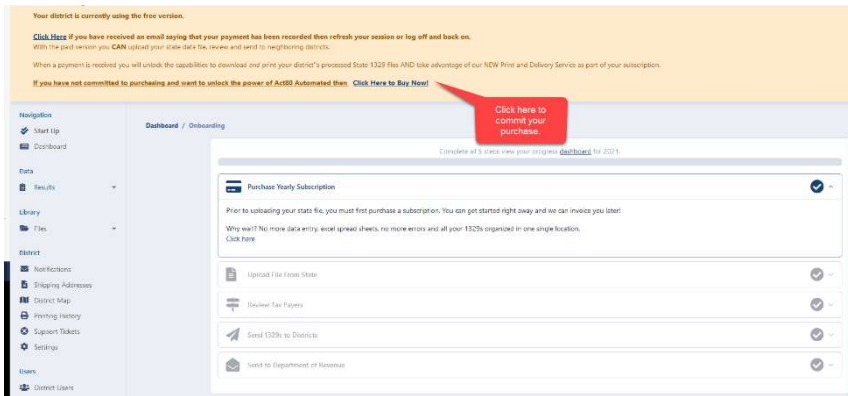 Your district is currently using the free version.
Click Here if you have received an email saying that your payment has been recorded then refresh your session or log off and back on.
With the paid version you CAN upload your state data file, review and send to neighboring districts.
When a payment is received you will unlock the capabilities to download and print your district's processed State 1329 files AND take advantage of our NEW Print and Delivery Service as part of your subscription.
If you have not committed to purchasing and want to unlock the power of Act80 Automated then Click Here to Buy Now!
Click here to
commit your
purchase.
Navigation
Start Up
Dashboard
Data
Results
Library
Files
District
Notifications
Shipping Addresses
District Map
Printing History
Support Tickets
Settings
Users
District Users
Dashboard / Onboarding
Complete all 5 steps view your progress dashboard for 2021.
Purchase Yearly Subscription
Prior to uploading your state file, you must first purchase a subscription. You can get started right away and we can invoice you later!
Why wait? No more data entry, excel spread sheets, no more errors and all your 1329s organized in one single location.
Click here
Upload File From State
Review Tax Payers
Send 1329s to Districts
Send to Department of Revenue